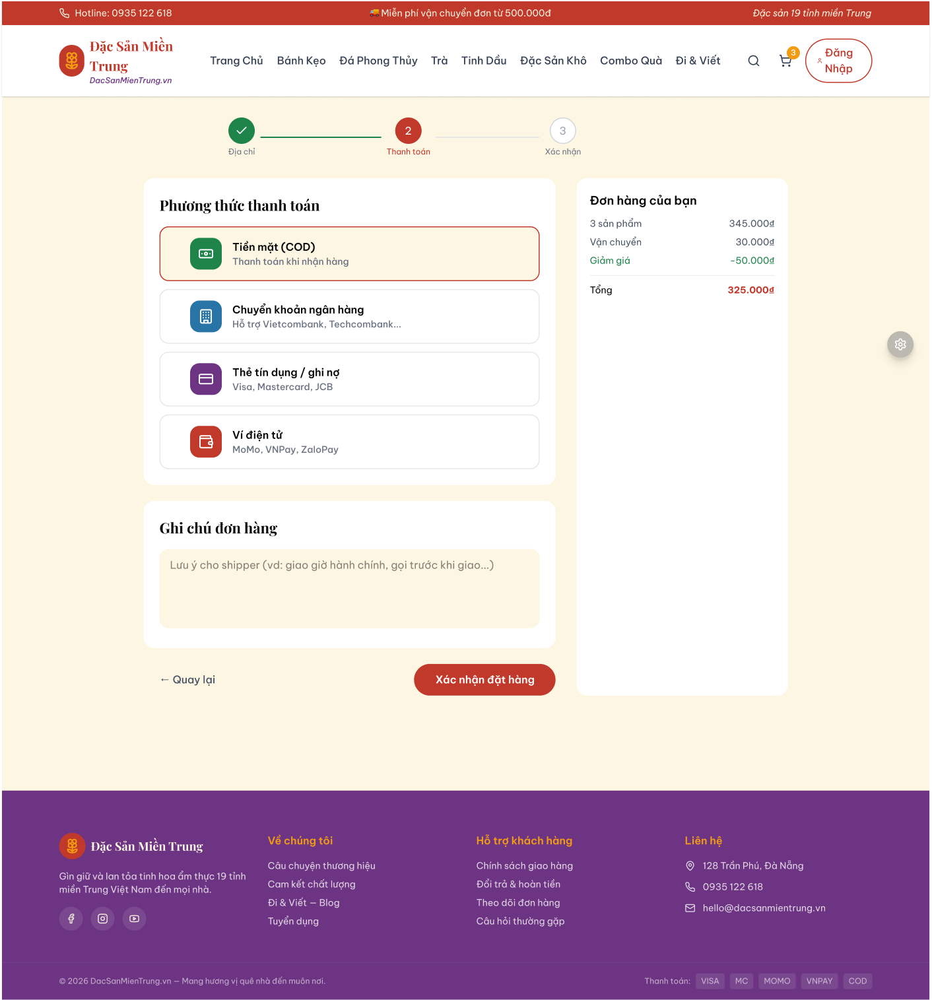 Hotline: 0935 122 618
🚚 Miễn phí vận chuyển đơn từ 500.000đ
Đặc sản 19 tỉnh miền Trung
Đặc Sản Miền
Trung
DacSanMienTrung.vn
Trang Chủ
Bánh Kẹo
Đá Phong Thủy
Trà
Tinh Dầu
Đặc Sản Khô
Combo Quà
Đi & Viết
3
Đăng
Nhập
2
3
Địa chỉ
Thanh toán
Xác nhận
Phương thức thanh toán
Tiền mặt (COD)
Thanh toán khi nhận hàng
Chuyển khoản ngân hàng
Hỗ trợ Vietcombank, Techcombank...
Thẻ tín dụng / ghi nợ
Visa, Mastercard, JCB
Ví điện tử
MoMo, VNPay, ZaloPay
Ghi chú đơn hàng
Lưu ý cho shipper (vd: giao giờ hành chính, gọi trước khi giao...)
← Quay lại
Xác nhận đặt hàng
Đơn hàng của bạn
3 sản phẩm 345.000₫
Vận chuyển 30.000₫
Giảm giá -50.000₫
Tổng 325.000₫
Đặc Sản Miền Trung
Gìn giữ và lan tỏa tinh hoa ẩm thực 19 tỉnh
miền Trung Việt Nam đến mọi nhà.
Về chúng tôi
Câu chuyện thương hiệu
Cam kết chất lượng
Đi & Viết — Blog
Tuyển dụng
Hỗ trợ khách hàng
Chính sách giao hàng
Đổi trả & hoàn tiền
Theo dõi đơn hàng
Câu hỏi thường gặp
Liên hệ
128 Trần Phú, Đà Nẵng
0935 122 618
hello@dacsanmientrung.vn
© 2026 DacSanMienTrung.vn — Mang hương vị quê nhà đến muôn nơi.
Thanh toán: VISA MC MOMO VNPAY COD